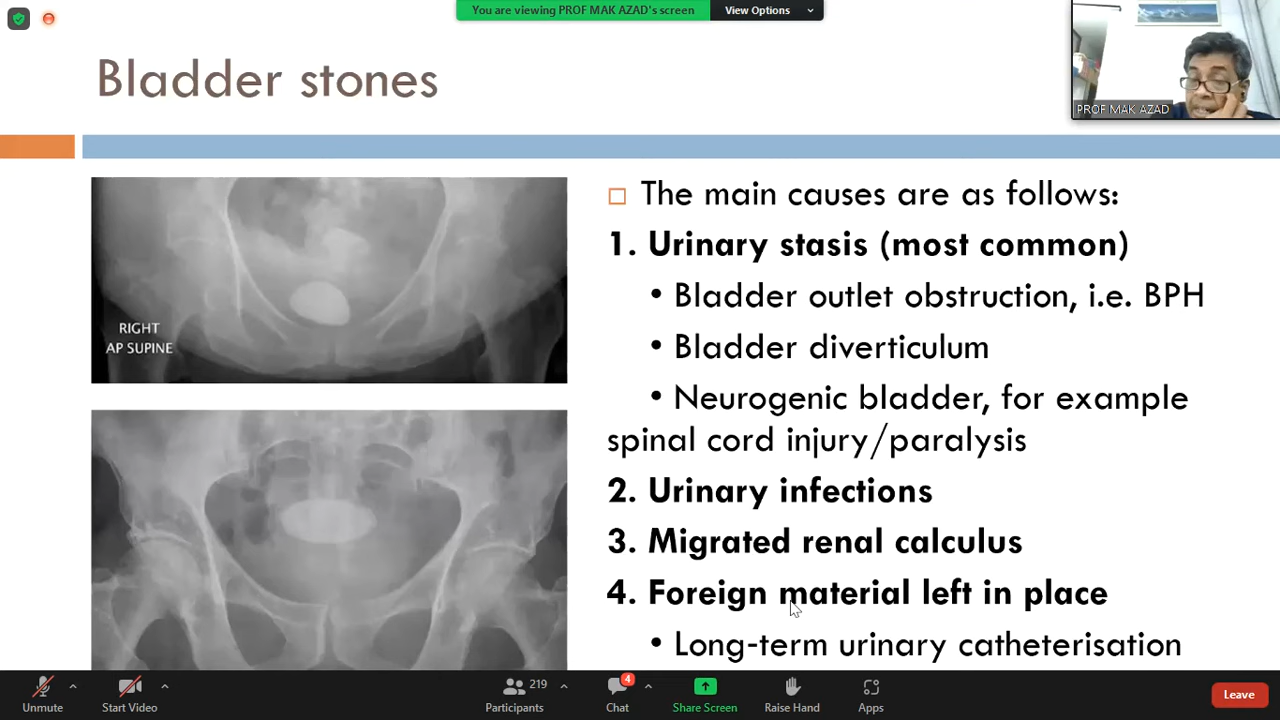 You are viewing PROF MAK AZAD's screen
View Options
Bladder stones
PROF MAK AZAD
RIGHT
AP SUPINE
□ The main causes are as follows:
1. Urinary stasis (most common)
• Bladder outlet obstruction, i.e. BPH
• Bladder diverticulum
• Neurogenic bladder, for example
spinal cord injury/paralysis
2. Urinary infections
3. Migrated renal calculus
4. Foreign material left in place
• Long-term urinary catheterisation
Unmute
Start Video
219
Participants
4
Chat
Share Screen
Raise Hand
Apps
Leave